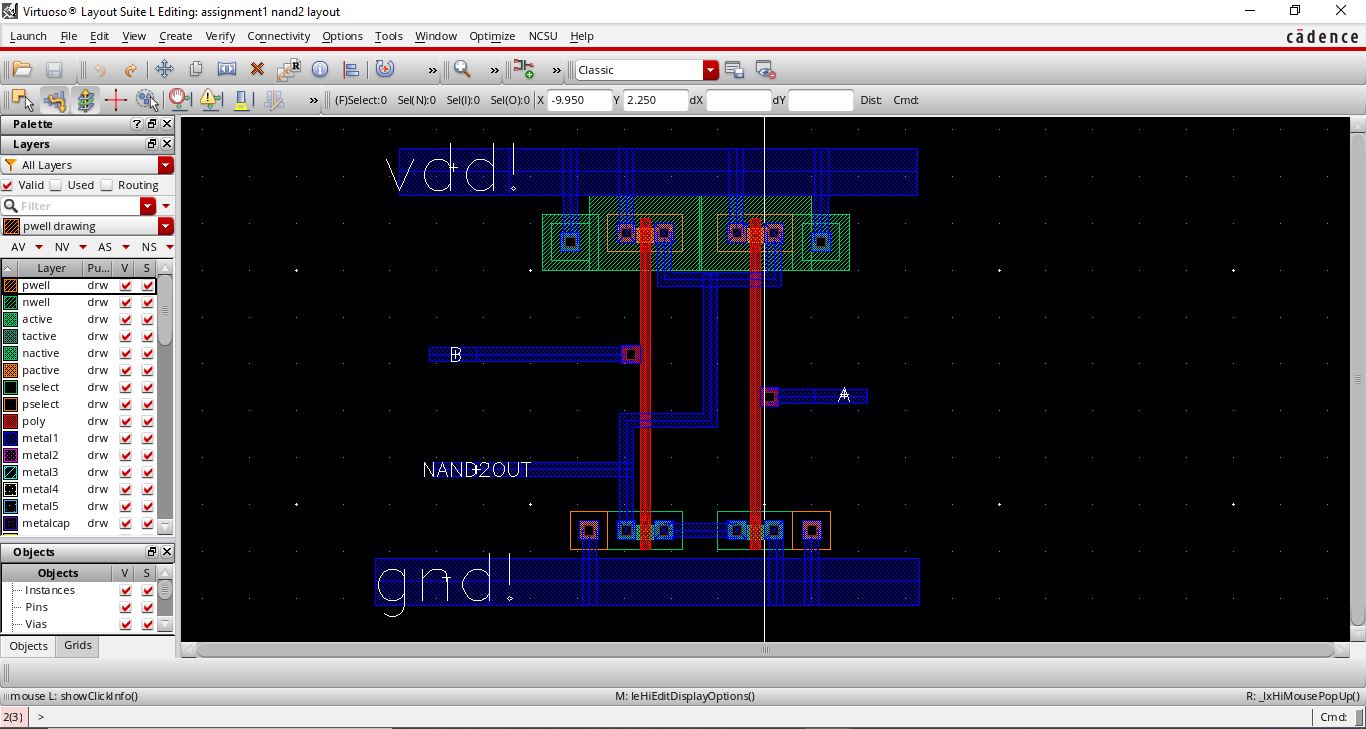 Virtuoso® Layout Suite L Editing: assignment1 nand2 layout
Launch File Edit View Create Verify Connectivity Options Tools Window Optimize NCSU Help
cādence
» » » Classic
» (F)Select:0 Sel(N):0 Sel(I):0 Sel(O):0 X -9.950 Y 2.250 dX dY Dist: Cmd:
Palette ?
Layers
All Layers
Valid Used Routing
Filter
pwell drawing
AV NV AS NS
Layer Pu... V S
pwell drw
nwell drw
active drw
tactive drw
nactive drw
pactive drw
nselect drw
pselect drw
poly drw
metal1 drw
metal2 drw
metal3 drw
metal4 drw
metal5 drw
metalcap drw
Objects
Objects V S
Instances
Pins
Vias
Objects Grids
vdd!
B
A
NAND2OUT
gnd!
mouse L: showClickInfo() M: leHiEditDisplayOptions() R: _lxHiMousePopUp()
2(3) > Cmd: